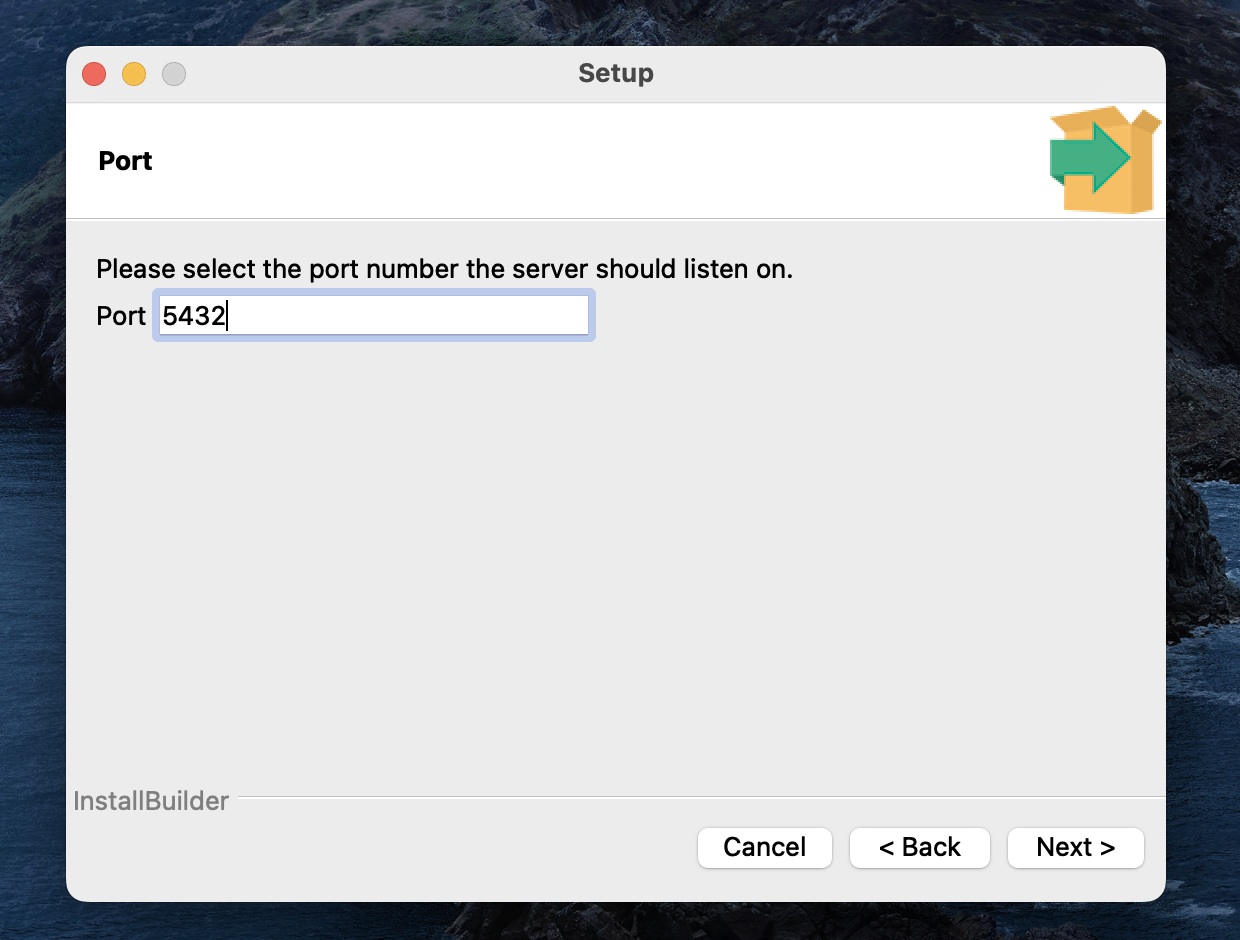 Setup
Port
Please select the port number the server should listen on.
Port 5432
InstallBuilder
Cancel < Back Next >